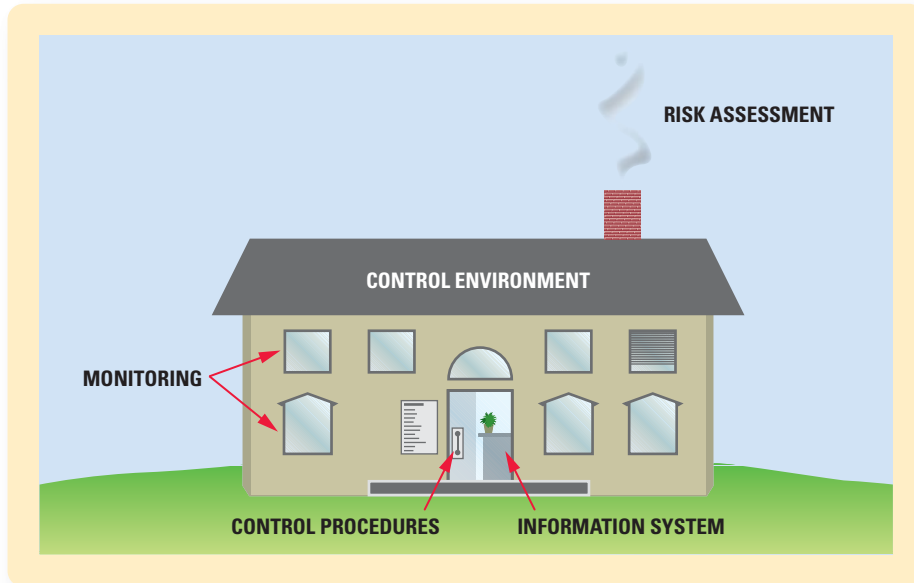 RISK ASSESSMENT
CONTROL ENVIRONMENT
MONITORING
CONTROL PROCEDURES
INFORMATION SYSTEM